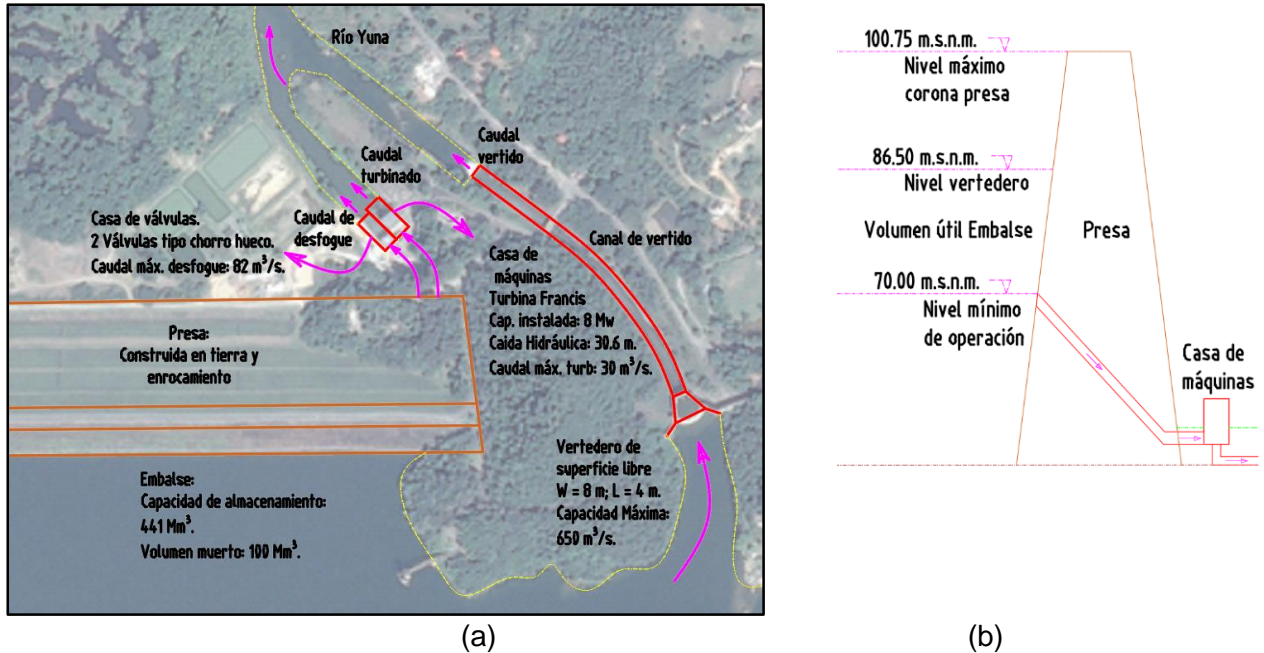 Río Yuna
Caudal
vertido
Caudal
turbinado
Casa de válvulas.
2 Válvulas tipo chorro hueco.
Caudal máx. desfogue: 82 m³/s.
Caudal de
desfogue
Canal de vertido
Casa de
máquinas
Turbina Francis
Cap. instalada: 8 Mw
Caida Hidráulica: 30.6 m.
Caudal máx. turb: 30 m³/s.
Presa:
Construida en tierra y
enrocamiento
Vertedero de
superficie libre
W = 8 m; L = 4 m.
Capacidad Máxima:
650 m³/s.
Embalse:
Capacidad de almacenamiento:
441 Mm³.
Volumen muerto: 100 Mm³.
(a)
100.75 m.s.n.m.
Nivel máximo
corona presa
86.50 m.s.n.m.
Nivel vertedero
Volumen útil Embalse
Presa
70.00 m.s.n.m.
Nivel mínimo
de operación
Casa de
máquinas
(b)